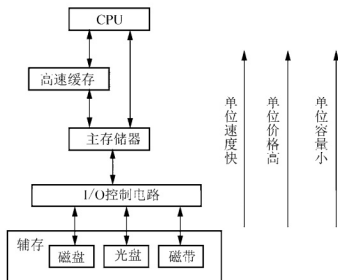 CPU
高速缓存
主存储器
I/O控制电路
辅存
磁盘
光盘
磁带
单位速度快
单位价格高
单位容量小